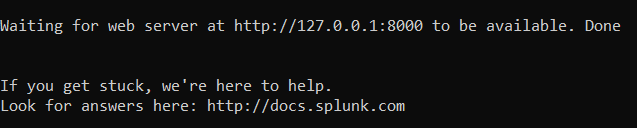 Waiting for web server at http://127.0.0.1:8000 to be available. Done
If you get stuck, we're here to help.
Look for answers here: http://docs.splunk.com